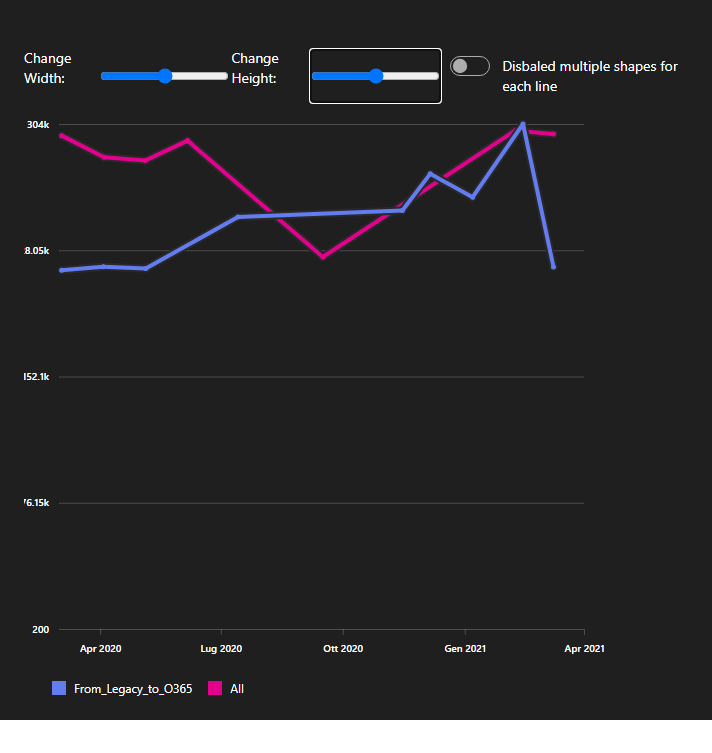 Change
Width:
Change
Height:
Disbaled multiple shapes for
each line
304k
8.05k
152.1k
76.15k
200
Apr 2020
Lug 2020
Ott 2020
Gen 2021
Apr 2021
From_Legacy_to_O365
All